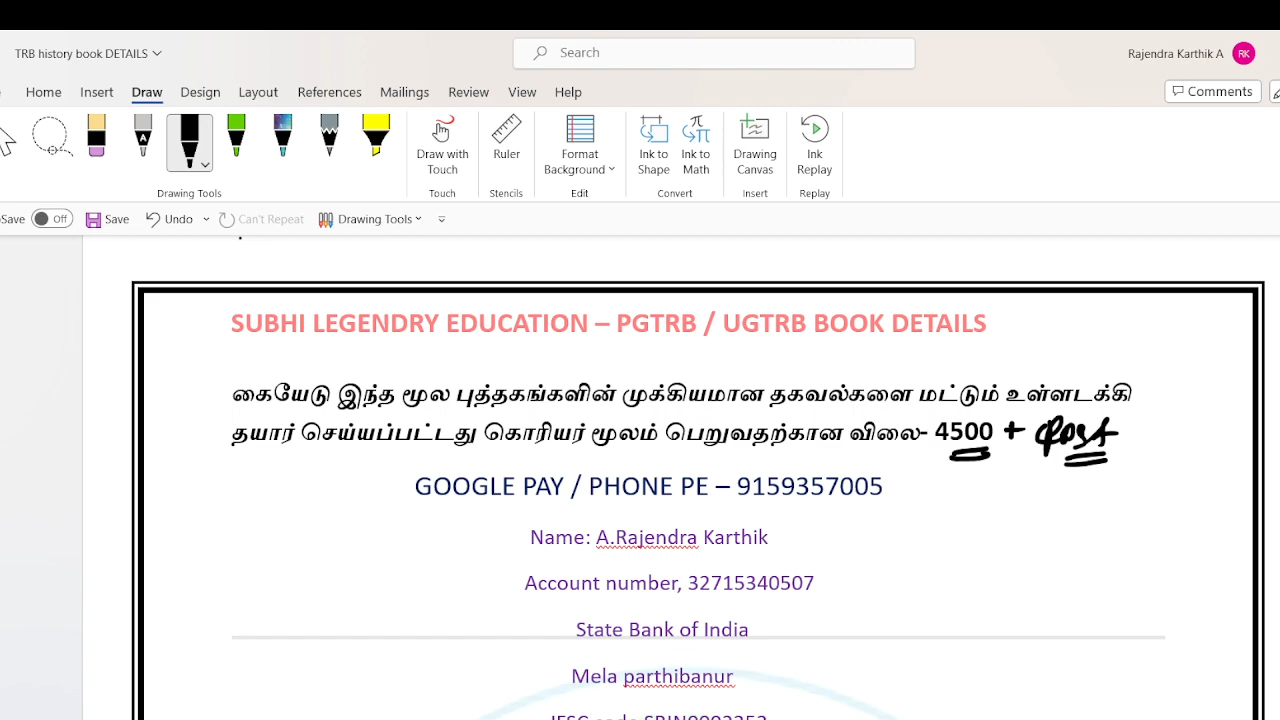 TRB history book DETAILS
Search
Rajendra Karthik A RK
Home Insert Draw Design Layout References Mailings Review View Help
Comments
Draw with Touch Ruler Format Background Ink to Shape Ink to Math Drawing Canvas Ink Replay
Drawing Tools Touch Stencils Edit Convert Insert Replay
Save Off Save Undo Can't Repeat Drawing Tools
SUBHI LEGENDRY EDUCATION – PGTRB / UGTRB BOOK DETAILS
கையேடு இந்த மூல புத்தகங்களின் முக்கியமான தகவல்களை மட்டும் உள்ளடக்கி
தயார் செய்யப்பட்டது கொரியர் மூலம் பெறுவதற்கான விலை- 4500 + Post
GOOGLE PAY / PHONE PE – 9159357005
Name: A.Rajendra Karthik
Account number, 32715340507
State Bank of India
Mela parthibanur